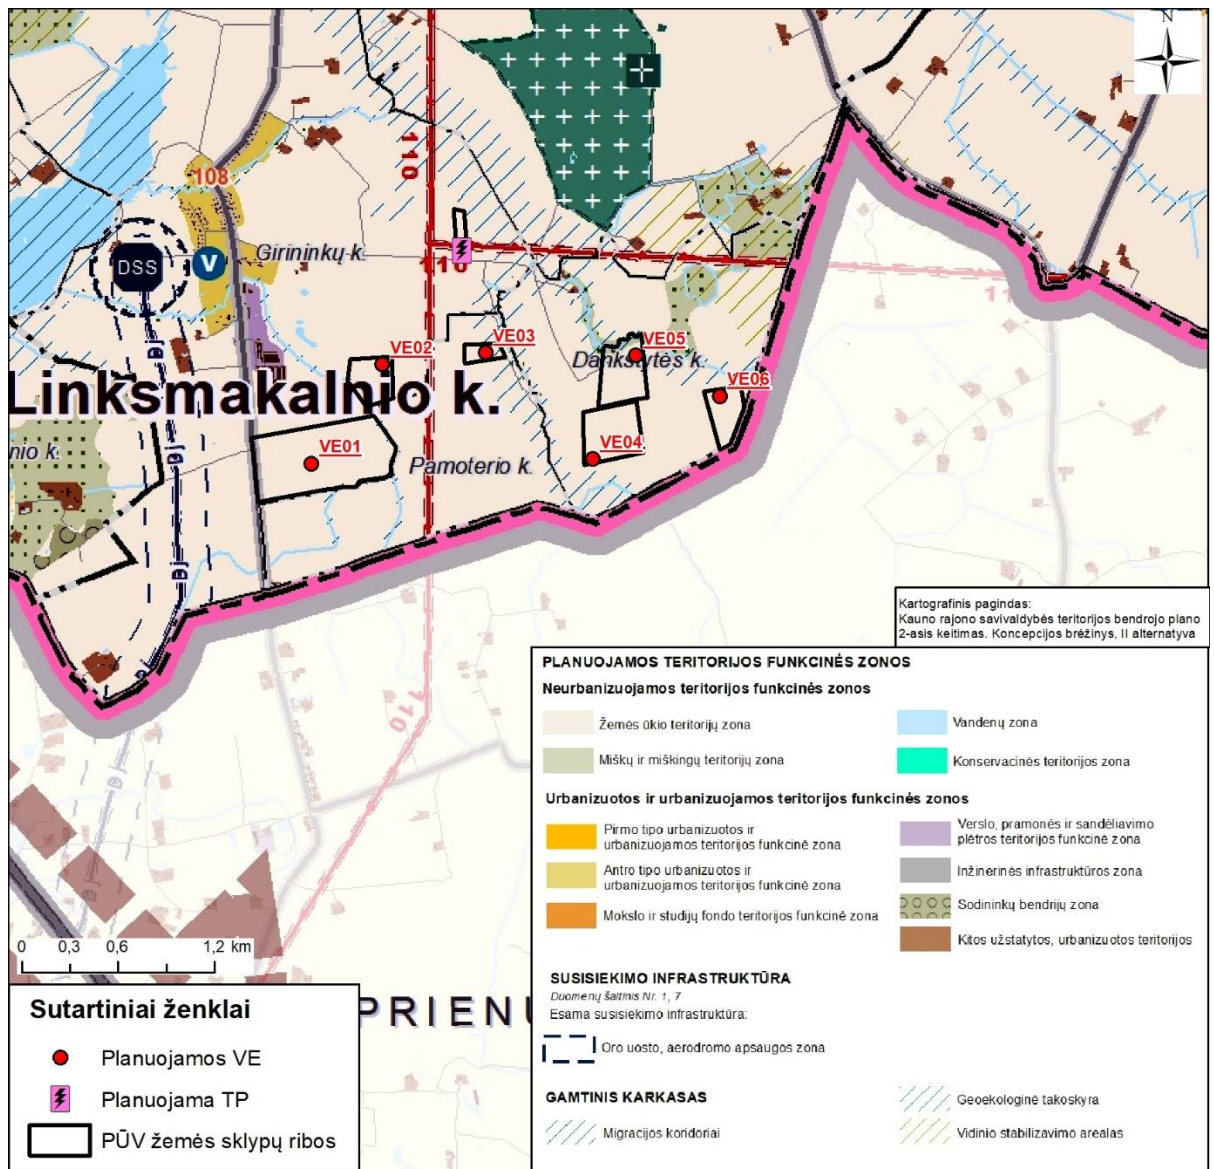 N
110
108
DSS
V
Girininkų k.
110
VE03
VE05
VE02
Dankstytės k.
VE06
Linksmakalnio k.
VE01
VE04
nio k.
Pamoterio k.
110
Kartografinis pagindas:
Kauno rajono savivaldybės teritorijos bendrojo plano
2-asis keitimas. Koncepcijos brėžinys, II alternatyva
PLANUOJAMOS TERITORIJOS FUNKCINĖS ZONOS
Neurbanizuojamos teritorijos funkcinės zonos
Žemės ūkio teritorijų zona
Vandenų zona
Miškų ir miškingų teritorijų zona
Konservacinės teritorijos zona
Urbanizuotos ir urbanizuojamos teritorijos funkcinės zonos
Pirmo tipo urbanizuotos ir
urbanizuojamos teritorijos funkcinė zona
Verslo, pramonės ir sandėliavimo
plėtros teritorijos funkcinė zona
Antro tipo urbanizuotos ir
urbanizuojamos teritorijos funkcinė zona
Inžinerinės infrastruktūros zona
Mokslo ir studijų fondo teritorijos funkcinė zona
Sodininkų bendrijų zona
Kitos užstatytos, urbanizuotos teritorijos
SUSISIEKIMO INFRASTRUKTŪRA
Duomenų šaltinis Nr. 1, 7
Esama susisiekimo infrastruktūra:
Oro uosto, aerodromo apsaugos zona
GAMTINIS KARKASAS
Geoekologinė takoskyra
Migracijos koridoriai
Vidinio stabilizavimo arealas
0 0,3 0,6 1,2 km
PRIENU
Sutartiniai ženklai
Planuojamos VE
Planuojama TP
PŪV žemės sklypų ribos